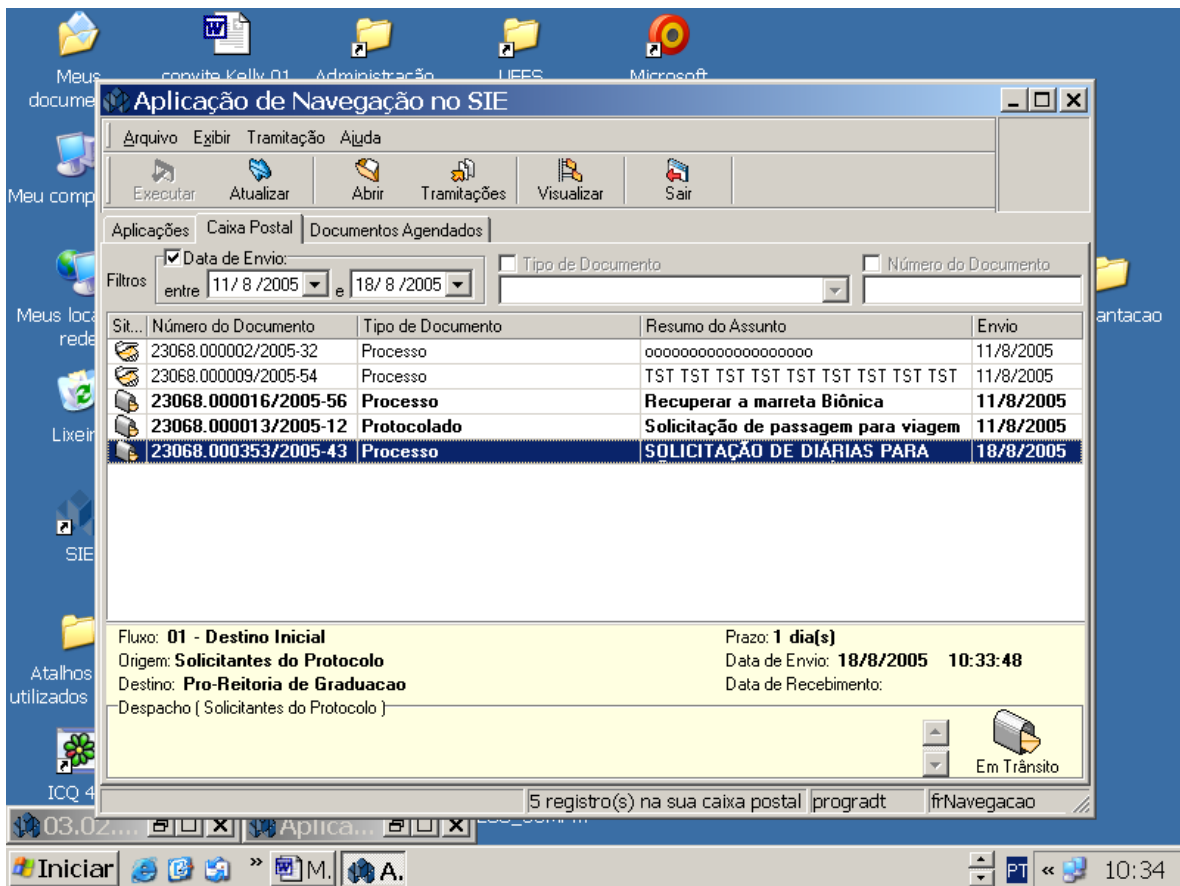 Meus
docume
convite Kelly 01
Administração
UFES
Microsoft
Aplicação de Navegação no SIE
Arquivo Exibir Tramitação Ajuda
Executar Atualizar Abrir Tramitações Visualizar Sair
Meu comp
Aplicações Caixa Postal Documentos Agendados
Filtros
Data de Envio:
entre 11/ 8 /2005 e 18/ 8 /2005
Tipo de Documento
Número do Documento
Meus loca
rede
antacao
Sit... Número do Documento Tipo de Documento Resumo do Assunto Envio
23068.000002/2005-32 Processo ooooooooooooooooooo 11/8/2005
23068.000009/2005-54 Processo TST TST TST TST TST TST TST TST TST 11/8/2005
23068.000016/2005-56 Processo Recuperar a marreta Biônica 11/8/2005
23068.000013/2005-12 Protocolado Solicitação de passagem para viagem 11/8/2005
23068.000353/2005-43 Processo SOLICITAÇÃO DE DIÁRIAS PARA 18/8/2005
Lixeir
SIE
Fluxo: 01 - Destino Inicial Prazo: 1 dia(s)
Origem: Solicitantes do Protocolo Data de Envio: 18/8/2005 10:33:48
Destino: Pro-Reitoria de Graduacao Data de Recebimento:
Despacho ( Solicitantes do Protocolo )
Em Trânsito
Atalhos
utilizados
ICQ 4
5 registro(s) na sua caixa postal progradt frNavegacao
03.02.... Aplica...
Iniciar » M. A. PT « 10:34